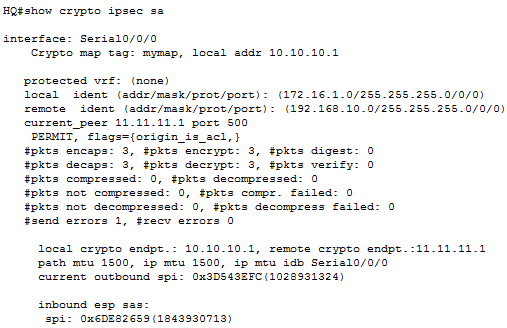 HQ#show crypto ipsec sa
interface: Serial0/0/0
Crypto map tag: mymap, local addr 10.10.10.1
protected vrf: (none)
local  ident (addr/mask/prot/port): (172.16.1.0/255.255.255.0/0/0)
remote  ident (addr/mask/prot/port): (192.168.10.0/255.255.255.0/0/0)
current_peer 11.11.11.1 port 500
PERMIT, flags={origin_is_acl,}
#pkts encaps: 3, #pkts encrypt: 3, #pkts digest: 0
#pkts decaps: 3, #pkts decrypt: 3, #pkts verify: 0
#pkts compressed: 0, #pkts decompressed: 0
#pkts not compressed: 0, #pkts compr. failed: 0
#pkts not decompressed: 0, #pkts decompress failed: 0
#send errors 1, #recv errors 0
local crypto endpt.: 10.10.10.1, remote crypto endpt.:11.11.11.1
path mtu 1500, ip mtu 1500, ip mtu idb Serial0/0/0
current outbound spi: 0x3D543EFC(1028931324)
inbound esp sas:
spi: 0x6DE82659(1843930713)